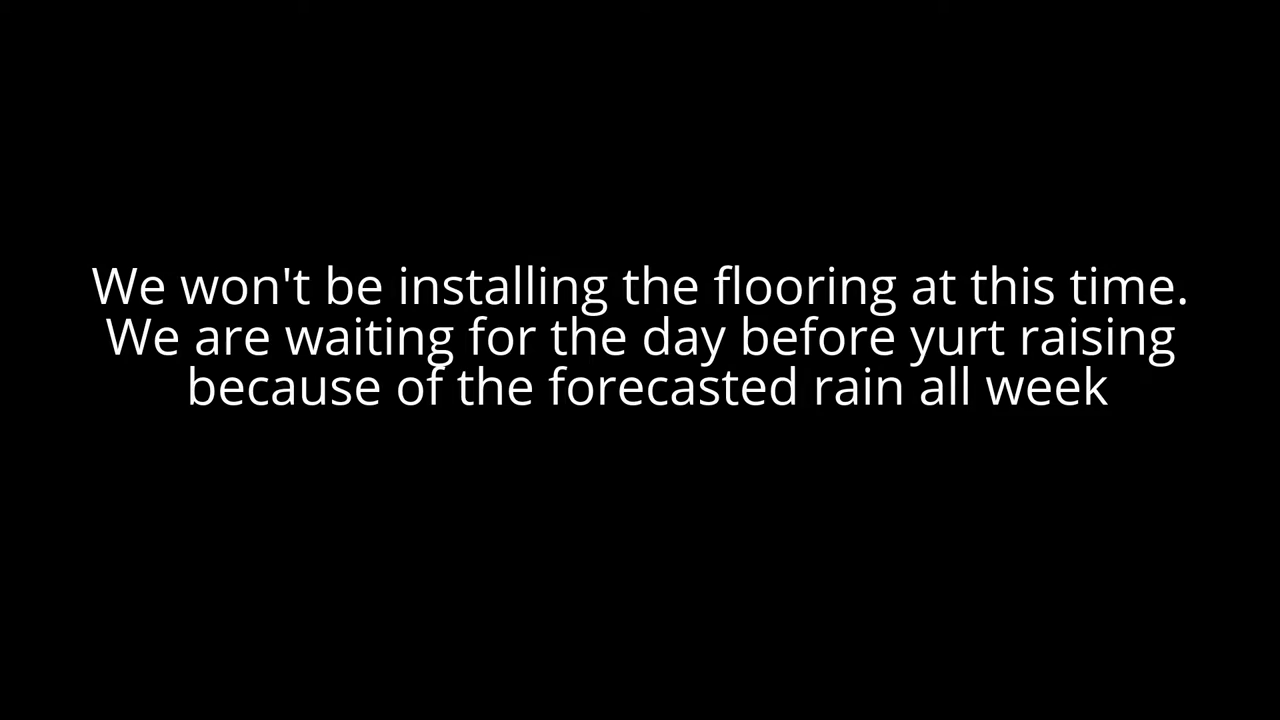 We won't be installing the flooring at this time.
We are waiting for the day before yurt raising
because of the forecasted rain all week